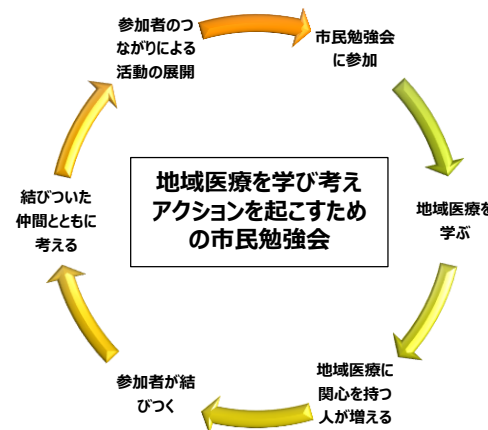 参加者のつ
ながりによる
活動の展開
市民勉強会
に参加
地域医療を
学ぶ
地域医療に
関心を持つ
人が増える
参加者が結
びつく
結びついた
仲間とともに
考える
地域医療を学び考え
アクションを起こすため
の市民勉強会